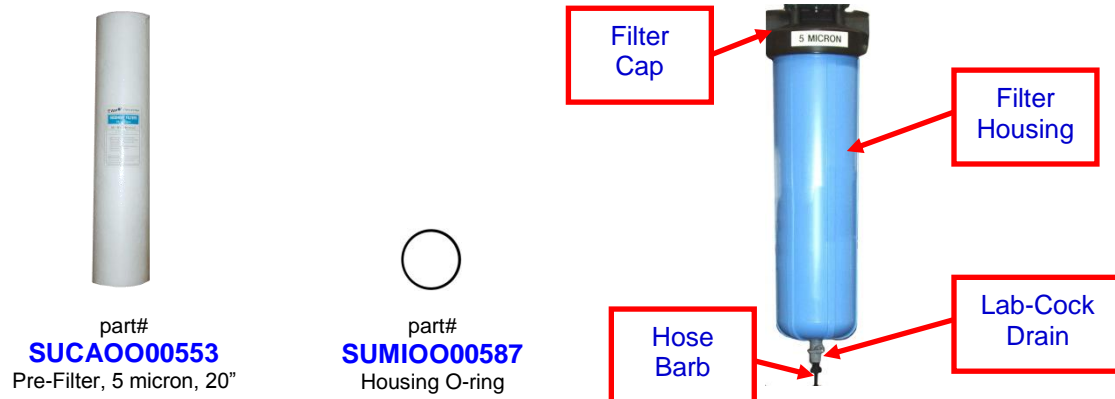 part#
SUCAOO00553
Pre-Filter, 5 micron, 20”
part#
SUMIOO00587
Housing O-ring
Filter
Cap
5 MICRON
Filter
Housing
Hose
Barb
Lab-Cock
Drain